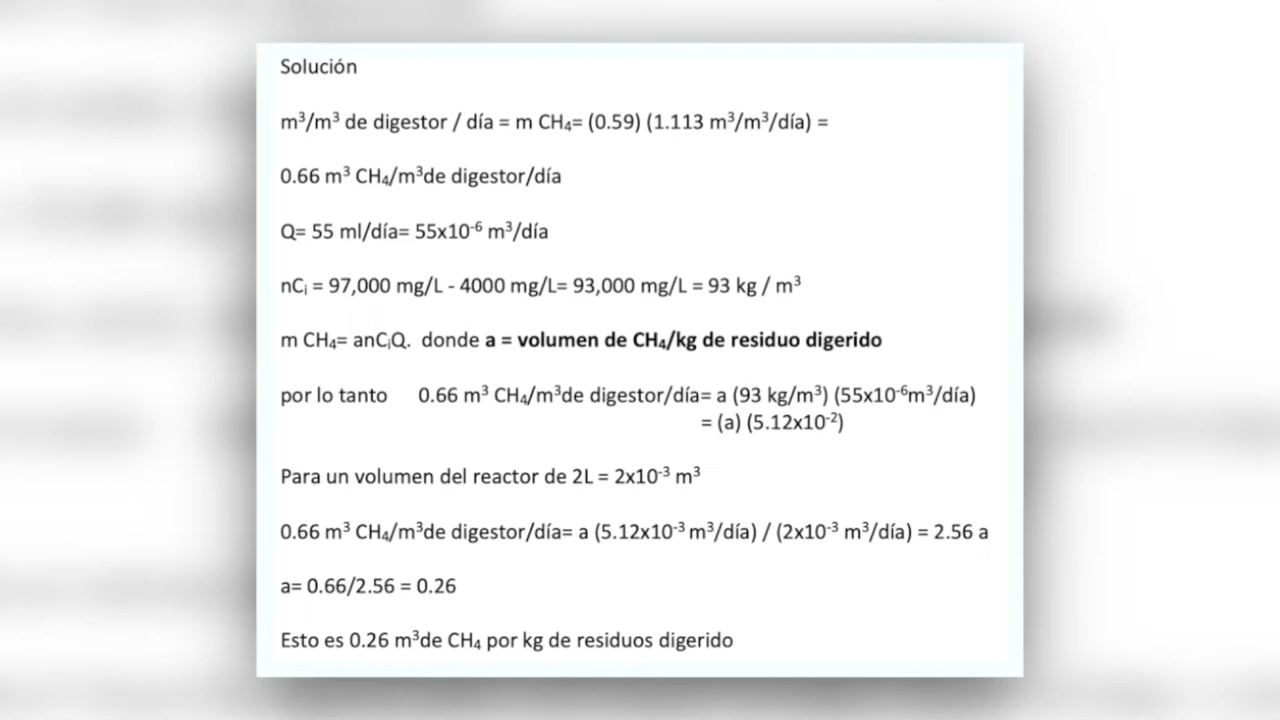 Solución
m³/m³ de digestor / día = m CH₄= (0.59) (1.113 m³/m³/día) =
0.66 m³ CH₄/m³de digestor/día
Q= 55 ml/día= 55x10⁻⁶ m³/día
nCᵢ = 97,000 mg/L - 4000 mg/L= 93,000 mg/L = 93 kg / m³
m CH₄= anCᵢQ. donde a = volumen de CH₄/kg de residuo digerido
por lo tanto 0.66 m³ CH₄/m³de digestor/día= a (93 kg/m³) (55x10⁻⁶m³/día)
= (a) (5.12x10⁻²)
Para un volumen del reactor de 2L = 2x10⁻³ m³
0.66 m³ CH₄/m³de digestor/día= a (5.12x10⁻³ m³/día) / (2x10⁻³ m³/día) = 2.56 a
a= 0.66/2.56 = 0.26
Esto es 0.26 m³de CH₄ por kg de residuos digerido